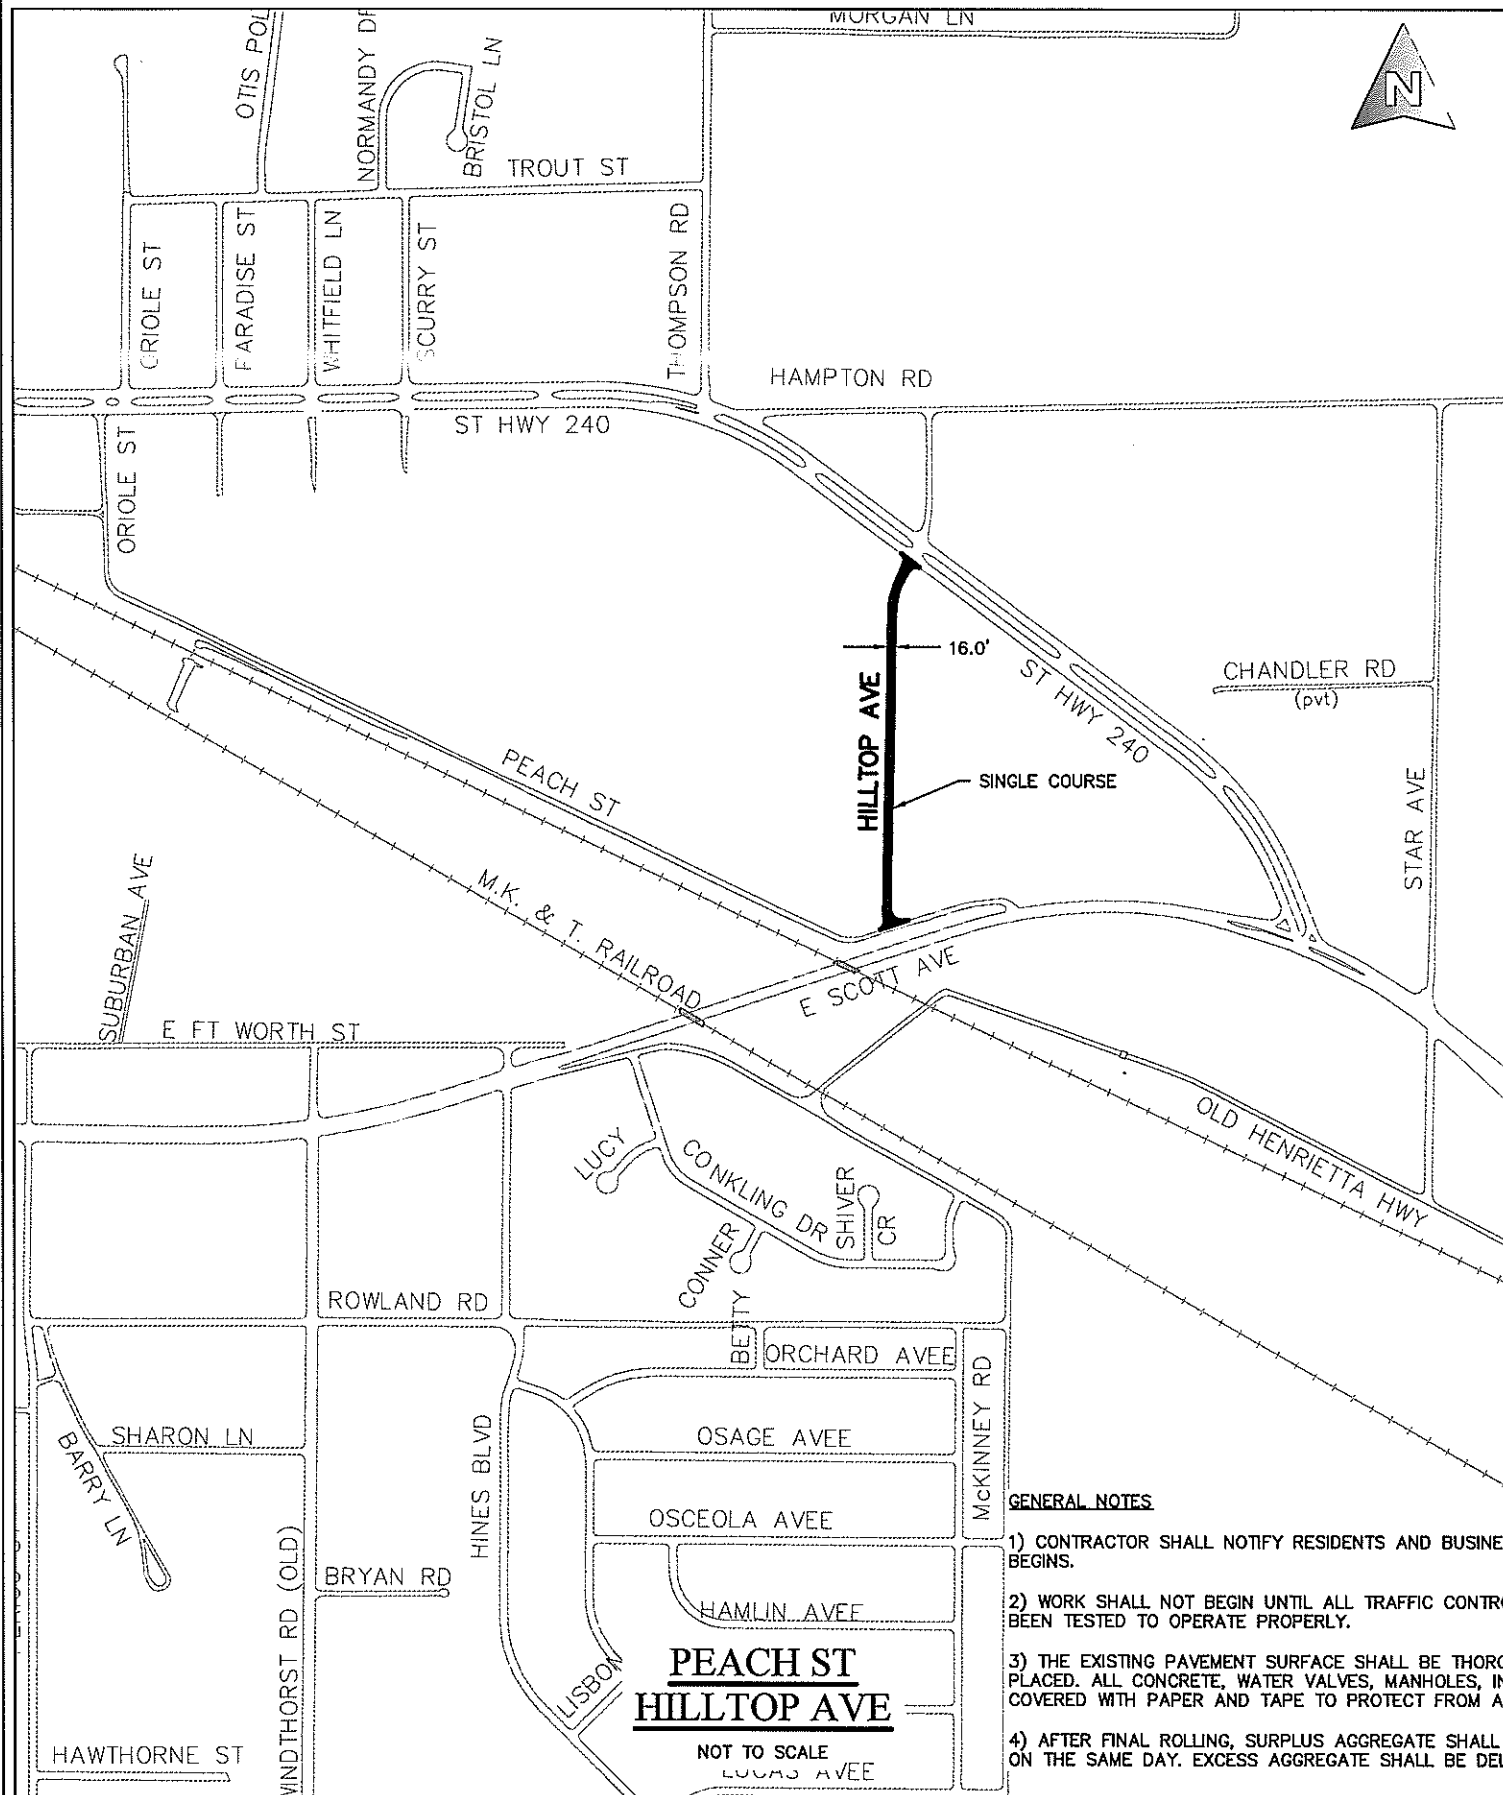 MORGAN LN
N
OTIS POL
NORMANDY DR
BRISTOL LN
TROUT ST
ORIOLE ST
PARADISE ST
WHITFIELD LN
SCURRY ST
THOMPSON RD
HAMPTON RD
ST HWY 240
ORIOLE ST
16.0'
HILLTOP AVE
ST HWY 240
CHANDLER RD
(pvt)
PEACH ST
SINGLE COURSE
STAR AVE
SUBURBAN AVE
M.K. & T. RAILROAD
E SCOTT AVE
E FT WORTH ST
OLD HENRIETTA HWY
LUCY
CONKLING DR
SHIVER
CR
CONNER
BETTY
ROWLAND RD
ORCHARD AVEE
McKINNEY RD
SHARON LN
BARRY LN
HINES BLVD
OSAGE AVEE
OSCEOLA AVEE
WINDTHORST RD (OLD)
BRYAN RD
HAMLIN AVEE
LISBON
HAWTHORNE ST
PEACH ST
HILLTOP AVE
NOT TO SCALE
LUCAS AVEE
GENERAL NOTES
1) CONTRACTOR SHALL NOTIFY RESIDENTS AND BUSINE
BEGINS.
2) WORK SHALL NOT BEGIN UNTIL ALL TRAFFIC CONTRO
BEEN TESTED TO OPERATE PROPERLY.
3) THE EXISTING PAVEMENT SURFACE SHALL BE THORO
PLACED. ALL CONCRETE, WATER VALVES, MANHOLES, IN
COVERED WITH PAPER AND TAPE TO PROTECT FROM A
4) AFTER FINAL ROLLING, SURPLUS AGGREGATE SHALL
ON THE SAME DAY. EXCESS AGGREGATE SHALL BE DEL